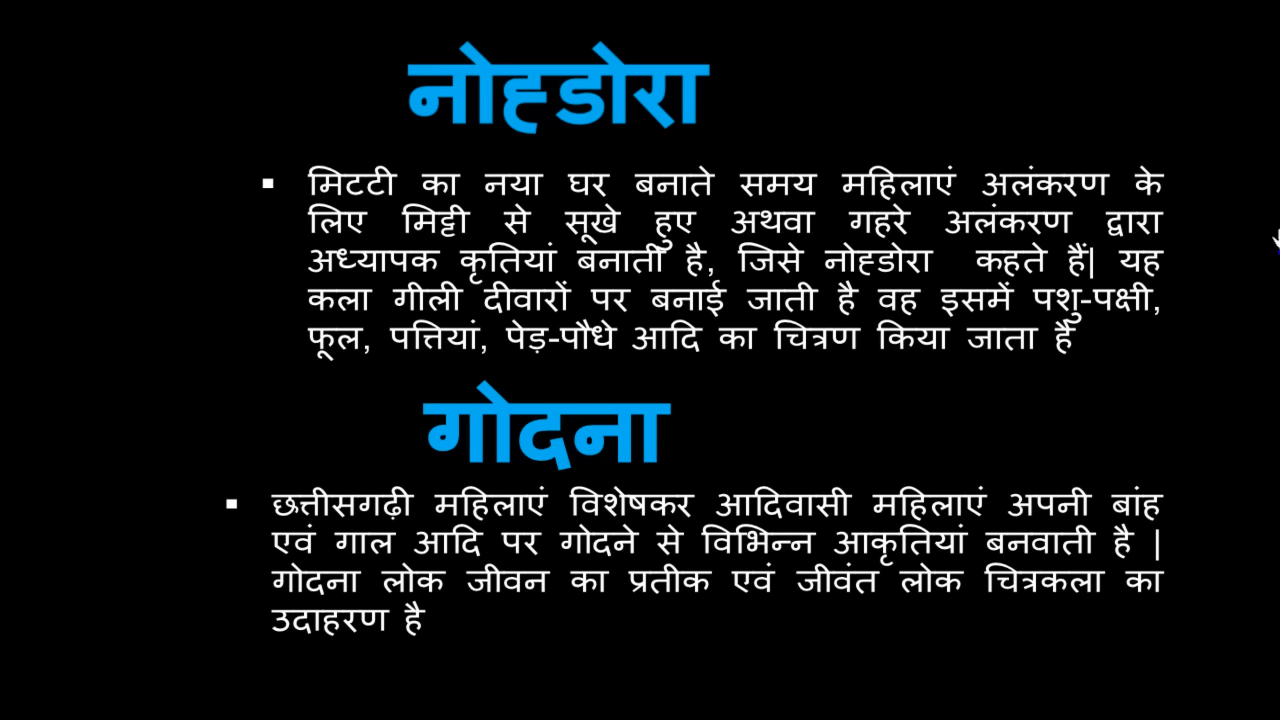 नोह्डोरा
▪ मिटटी का नया घर बनाते समय महिलाएं अलंकरण के
लिए मिट्टी से सूखे हुए अथवा गहरे अलंकरण द्वारा
अध्यापक कृतियां बनाती है, जिसे नोह्डोरा कहते हैं| यह
कला गीली दीवारों पर बनाई जाती है वह इसमें पशु-पक्षी,
फूल, पत्तियां, पेड़-पौधे आदि का चित्रण किया जाता है
गोदना
▪ छत्तीसगढ़ी महिलाएं विशेषकर आदिवासी महिलाएं अपनी बांह
एवं गाल आदि पर गोदने से विभिन्न आकृतियां बनवाती है |
गोदना लोक जीवन का प्रतीक एवं जीवंत लोक चित्रकला का
उदाहरण है